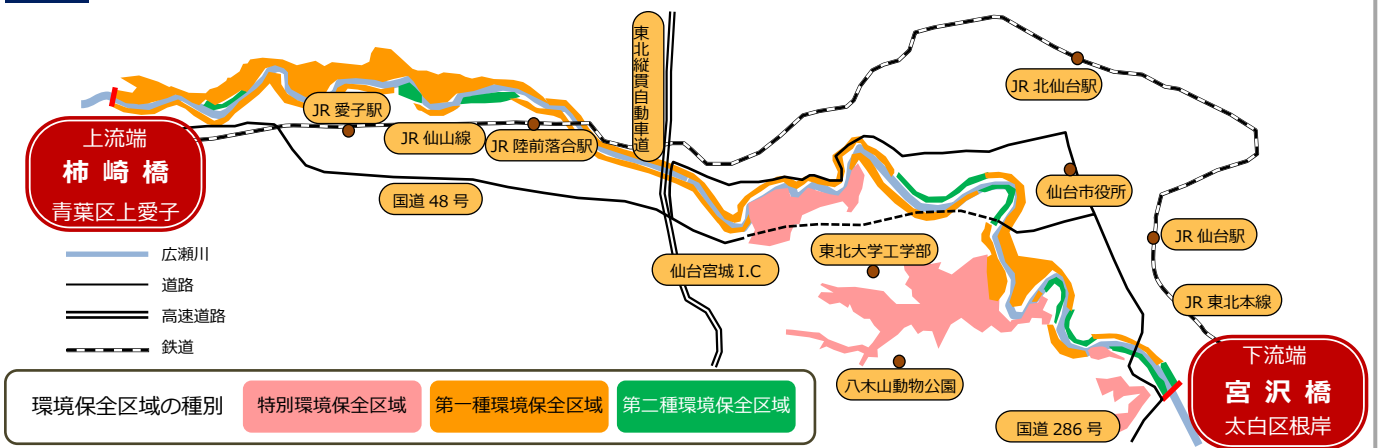 東北縦貫自動車道
JR 北仙台駅
JR 愛子駅
JR 仙山線
JR 陸前落合駅
上流端
柿崎橋
青葉区上愛子
国道 48 号
仙台市役所
JR 仙台駅
東北大学工学部
仙台宮城 I.C
広瀬川
道路
高速道路
鉄道
JR 東北本線
下流端
宮沢橋
太白区根岸
八木山動物公園
国道 286 号
環境保全区域の種別
特別環境保全区域
第一種環境保全区域
第二種環境保全区域